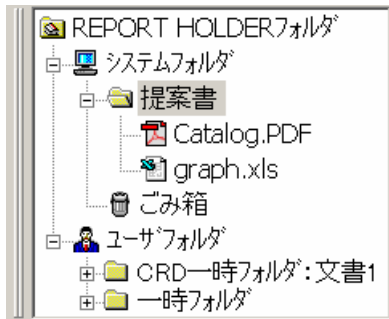 REPORT HOLDERフォルダ
システムフォルダ
提案書
Catalog.PDF
graph.xls
ごみ箱
ユーザフォルダ
CRD一時フォルダ:文書1
一時フォルダ